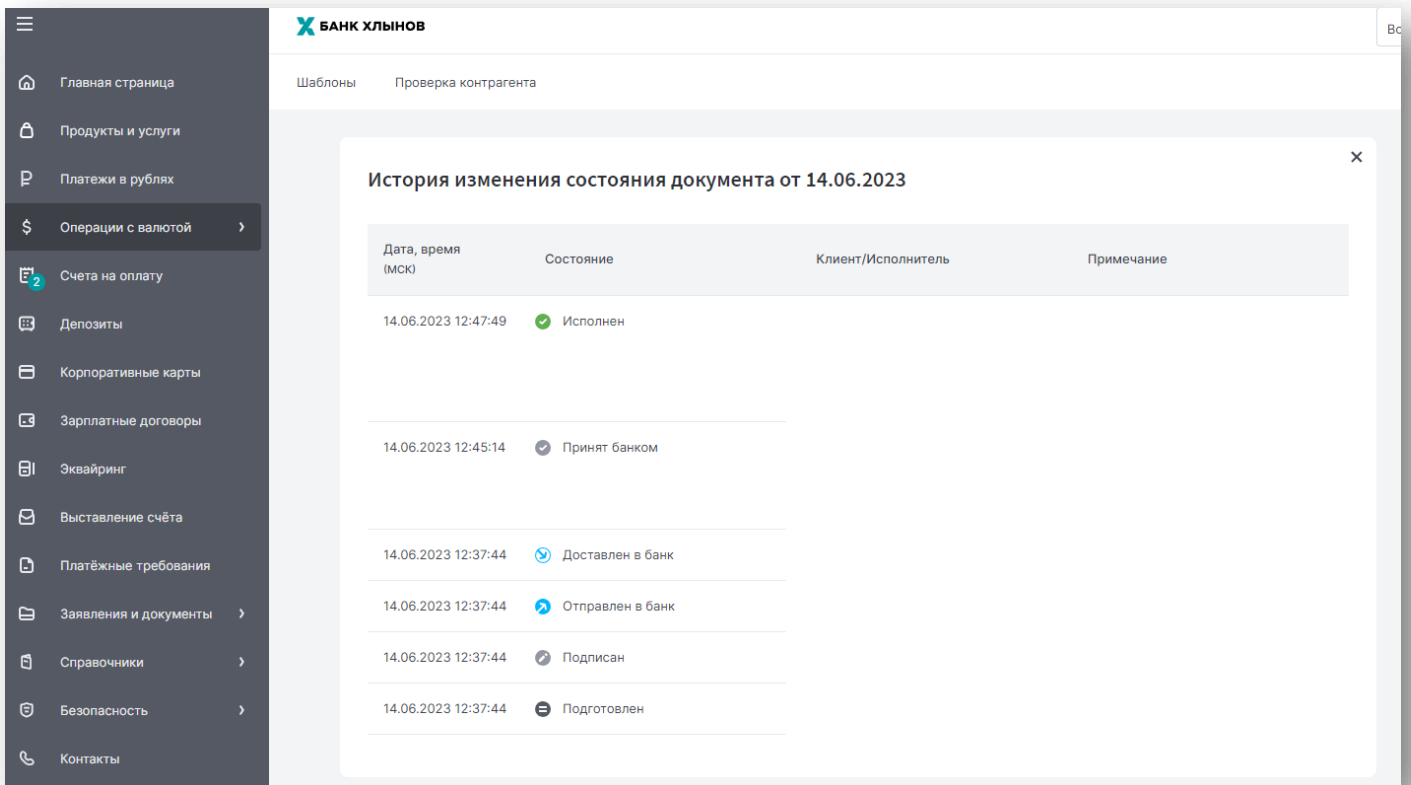 БАНК ХЛЫНОВ
Во
Главная страница
Продукты и услуги
Платежи в рублях
Операции с валютой
2
Счета на оплату
Депозиты
Корпоративные карты
Зарплатные договоры
Эквайринг
Выставление счёта
Платёжные требования
Заявления и документы
Справочники
Безопасность
Контакты
Шаблоны Проверка контрагента
История изменения состояния документа от 14.06.2023
Дата, время
(МСК)
Состояние Клиент/Исполнитель Примечание
14.06.2023 12:47:49 Исполнен
14.06.2023 12:45:14 Принят банком
14.06.2023 12:37:44 Доставлен в банк
14.06.2023 12:37:44 Отправлен в банк
14.06.2023 12:37:44 Подписан
14.06.2023 12:37:44 Подготовлен